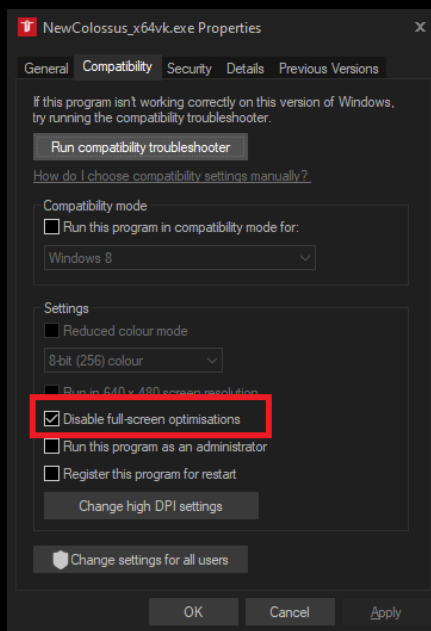 NewColossus_x64vk.exe Properties
General Compatibility Security Details Previous Versions
If this program isn't working correctly on this version of Windows,
try running the compatibility troubleshooter.
Run compatibility troubleshooter
How do I choose compatibility settings manually?
Compatibility mode
Run this program in compatibility mode for:
Windows 8
Settings
Reduced colour mode
8-bit (256) colour
Run in 640 x 480 screen resolution
Disable full-screen optimisations
Run this program as an administrator
Register this program for restart
Change high DPI settings
Change settings for all users
OK Cancel Apply